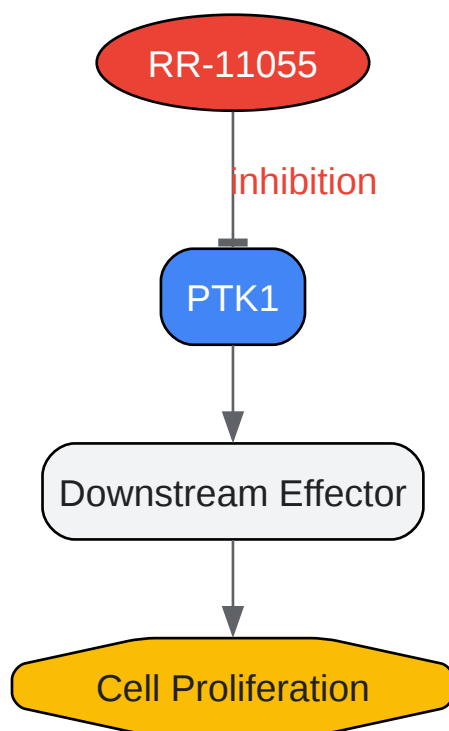 RR-11055
inhibition
PTK1
Downstream Effector
Cell Proliferation